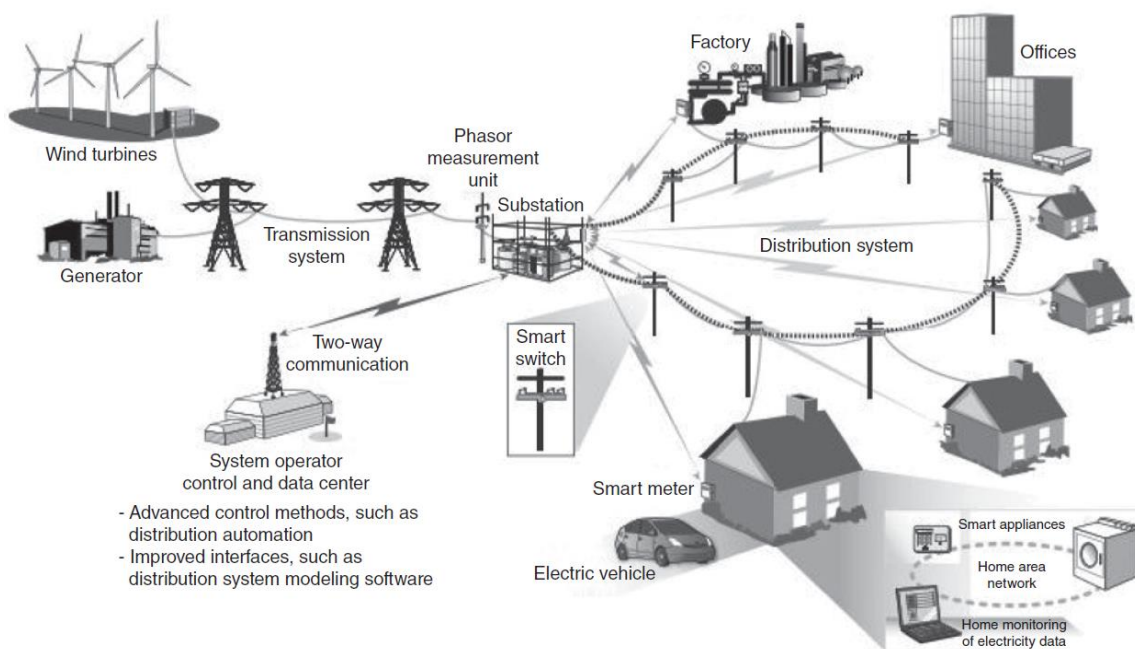 Factory
Offices
Wind turbines
Phasor
measurement
unit
Substation
Transmission
system
Generator
Distribution system
Two-way
communication
Smart
switch
System operator
control and data center
- Advanced control methods, such as
distribution automation
- Improved interfaces, such as
distribution system modeling software
Smart meter
Electric vehicle
Smart appliances
Home area
network
Home monitoring
of electricity data